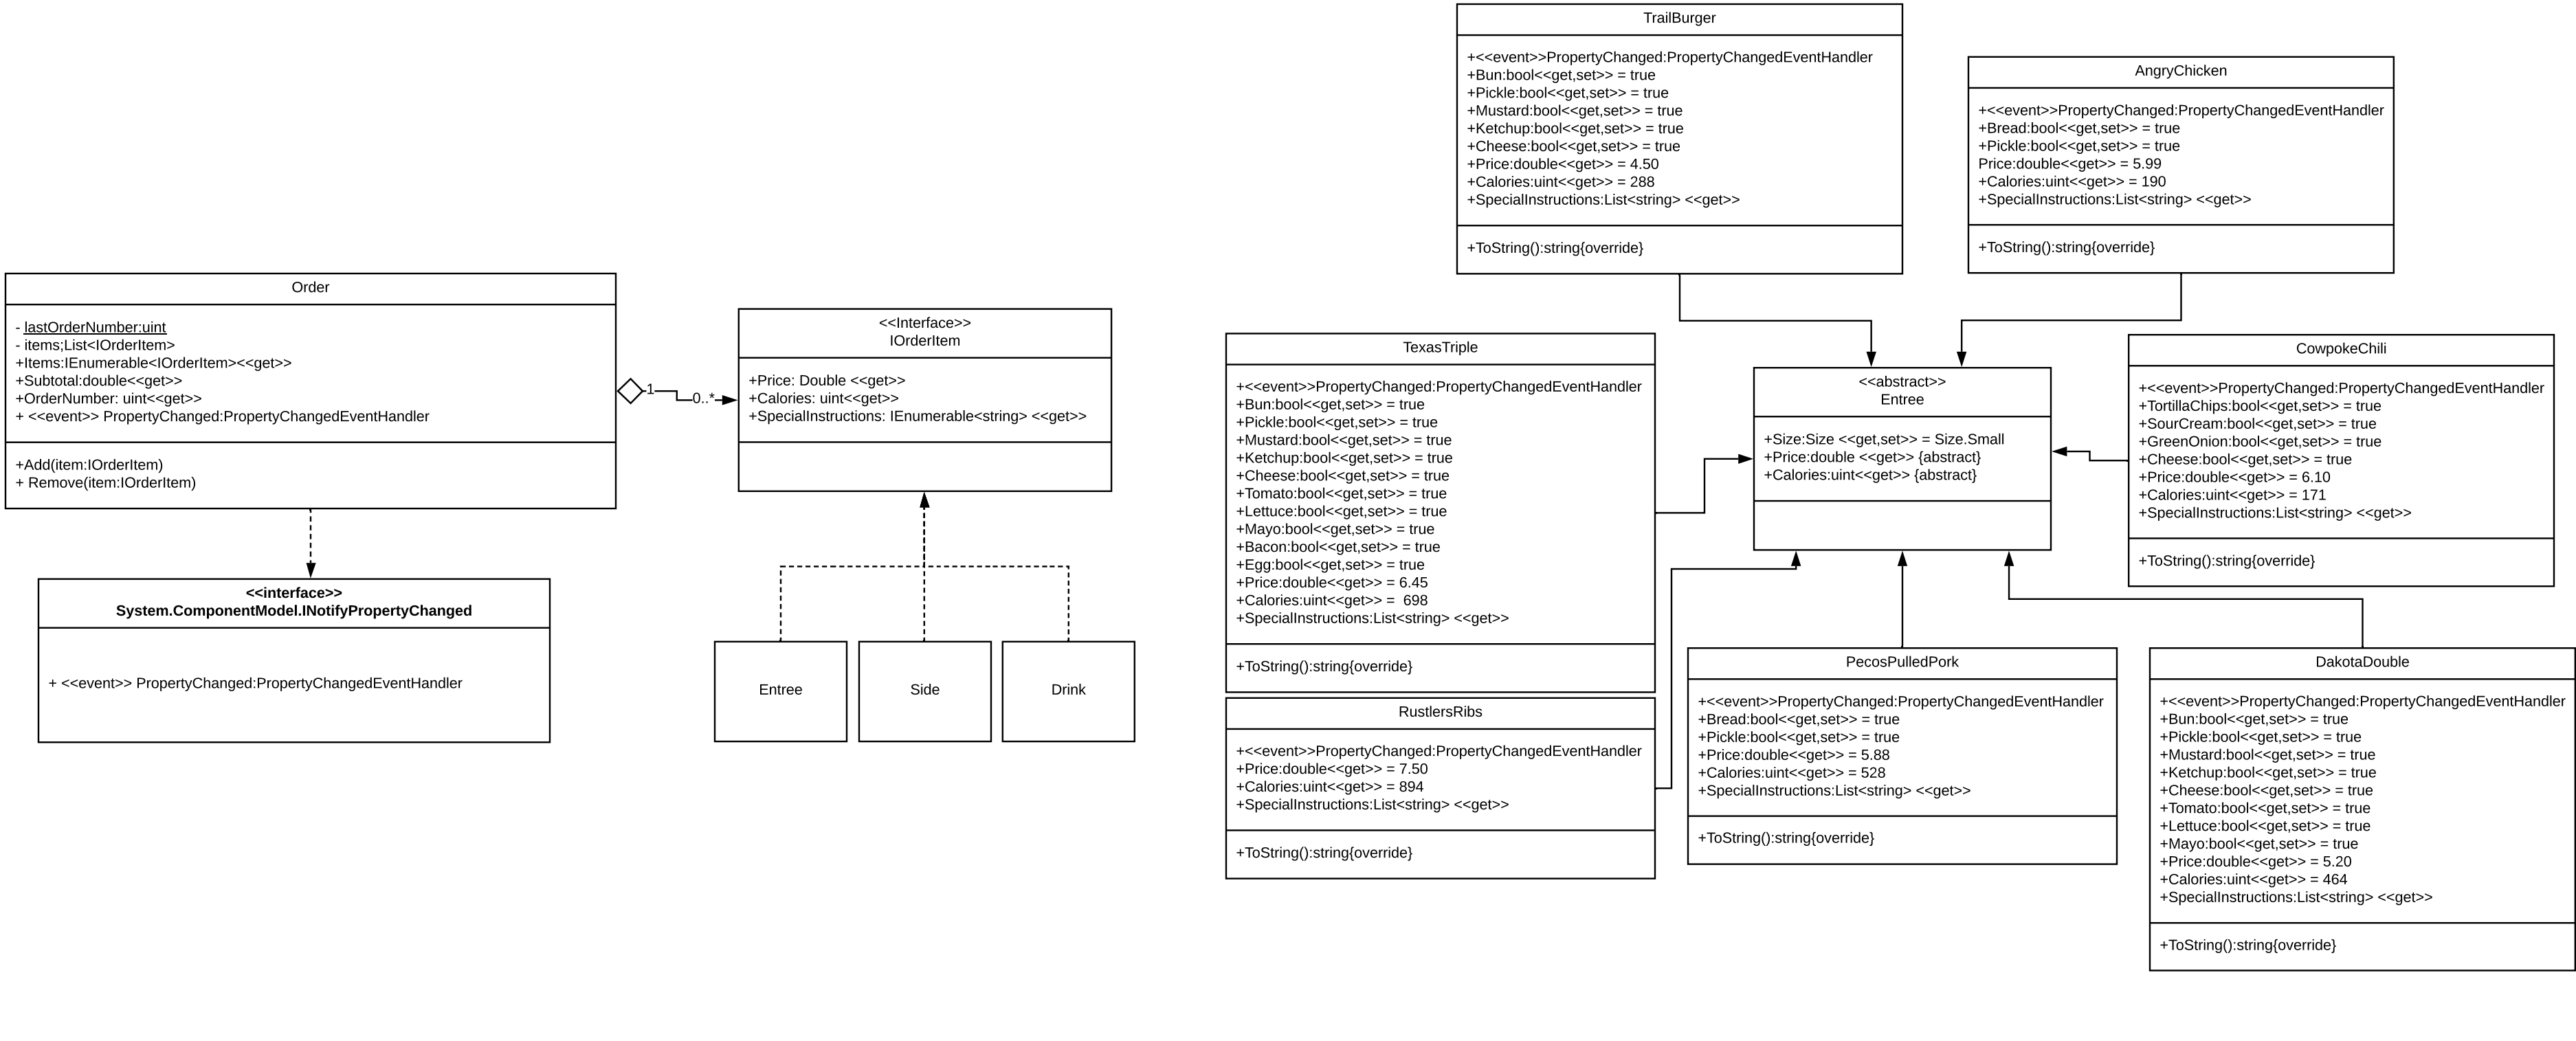 TrailBurger
+<<event>>PropertyChanged:PropertyChangedEventHandler
+Bun:bool<<get,set>> = true
+Pickle:bool<<get,set>> = true
+Mustard:bool<<get,set>> = true
+Ketchup:bool<<get,set>> = true
+Cheese:bool<<get,set>> = true
+Price:double<<get>> = 4.50
+Calories:uint<<get>> = 288
+SpecialInstructions:List<string> <<get>>
+ToString():string{override}
AngryChicken
+<<event>>PropertyChanged:PropertyChangedEventHandler
+Bread:bool<<get,set>> = true
+Pickle:bool<<get,set>> = true
Price:double<<get>> = 5.99
+Calories:uint<<get>> = 190
+SpecialInstructions:List<string> <<get>>
+ToString():string{override}
Order
- lastOrderNumber:uint
- items;List<IOrderItem>
+Items:IEnumerable<IOrderItem><<get>>
+Subtotal:double<<get>>
+OrderNumber: uint<<get>>
+ <<event>> PropertyChanged:PropertyChangedEventHandler
+Add(item:IOrderItem)
+ Remove(item:IOrderItem)
1
0..*
<<Interface>>
IOrderItem
+Price: Double <<get>>
+Calories: uint<<get>>
+SpecialInstructions: IEnumerable<string> <<get>>
<<interface>>
System.ComponentModel.INotifyPropertyChanged
+ <<event>> PropertyChanged:PropertyChangedEventHandler
Entree
Side
Drink
TexasTriple
+<<event>>PropertyChanged:PropertyChangedEventHandler
+Bun:bool<<get,set>> = true
+Pickle:bool<<get,set>> = true
+Mustard:bool<<get,set>> = true
+Ketchup:bool<<get,set>> = true
+Cheese:bool<<get,set>> = true
+Tomato:bool<<get,set>> = true
+Lettuce:bool<<get,set>> = true
+Mayo:bool<<get,set>> = true
+Bacon:bool<<get,set>> = true
+Egg:bool<<get,set>> = true
+Price:double<<get>> = 6.45
+Calories:uint<<get>> =  698
+SpecialInstructions:List<string> <<get>>
+ToString():string{override}
<<abstract>>
Entree
+Size:Size <<get,set>> = Size.Small
+Price:double <<get>> {abstract}
+Calories:uint<<get>> {abstract}
CowpokeChili
+<<event>>PropertyChanged:PropertyChangedEventHandler
+TortillaChips:bool<<get,set>> = true
+SourCream:bool<<get,set>> = true
+GreenOnion:bool<<get,set>> = true
+Cheese:bool<<get,set>> = true
+Price:double<<get>> = 6.10
+Calories:uint<<get>> = 171
+SpecialInstructions:List<string> <<get>>
+ToString():string{override}
RustlersRibs
+<<event>>PropertyChanged:PropertyChangedEventHandler
+Price:double<<get>> = 7.50
+Calories:uint<<get>> = 894
+SpecialInstructions:List<string> <<get>>
+ToString():string{override}
PecosPulledPork
+<<event>>PropertyChanged:PropertyChangedEventHandler
+Bread:bool<<get,set>> = true
+Pickle:bool<<get,set>> = true
+Price:double<<get>> = 5.88
+Calories:uint<<get>> = 528
+SpecialInstructions:List<string> <<get>>
+ToString():string{override}
DakotaDouble
+<<event>>PropertyChanged:PropertyChangedEventHandler
+Bun:bool<<get,set>> = true
+Pickle:bool<<get,set>> = true
+Mustard:bool<<get,set>> = true
+Ketchup:bool<<get,set>> = true
+Cheese:bool<<get,set>> = true
+Tomato:bool<<get,set>> = true
+Lettuce:bool<<get,set>> = true
+Mayo:bool<<get,set>> = true
+Price:double<<get>> = 5.20
+Calories:uint<<get>> = 464
+SpecialInstructions:List<string> <<get>>
+ToString():string{override}